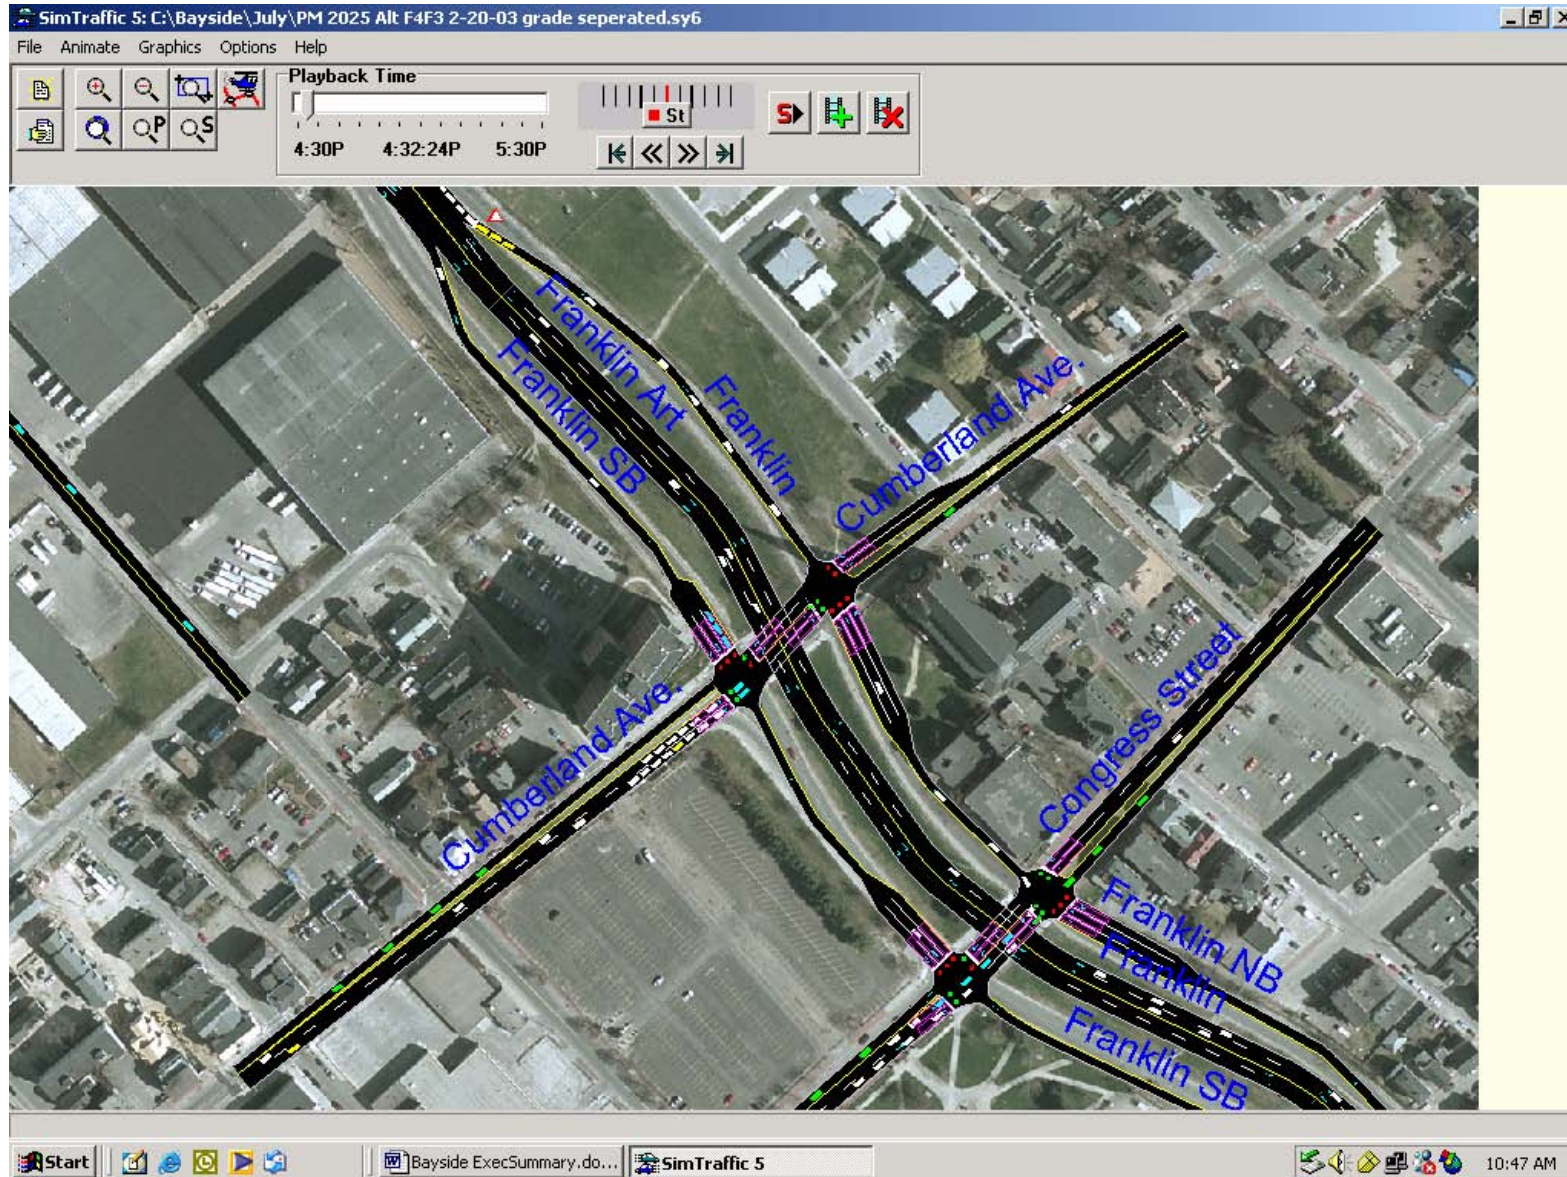 SimTraffic 5: C:\Bayside\July\PM 2025 Alt F4F3 2-20-03 grade seperated.sy6
File Animate Graphics Options Help
Playback Time
4:30P 4:32:24P 5:30P
St
S
P
S
Franklin Art
Franklin
Franklin SB
Cumberland Ave.
Cumberland Ave.
Congress Street
Franklin NB
Franklin
Franklin SB
Start
Bayside ExecSummary.do...
SimTraffic 5
10:47 AM